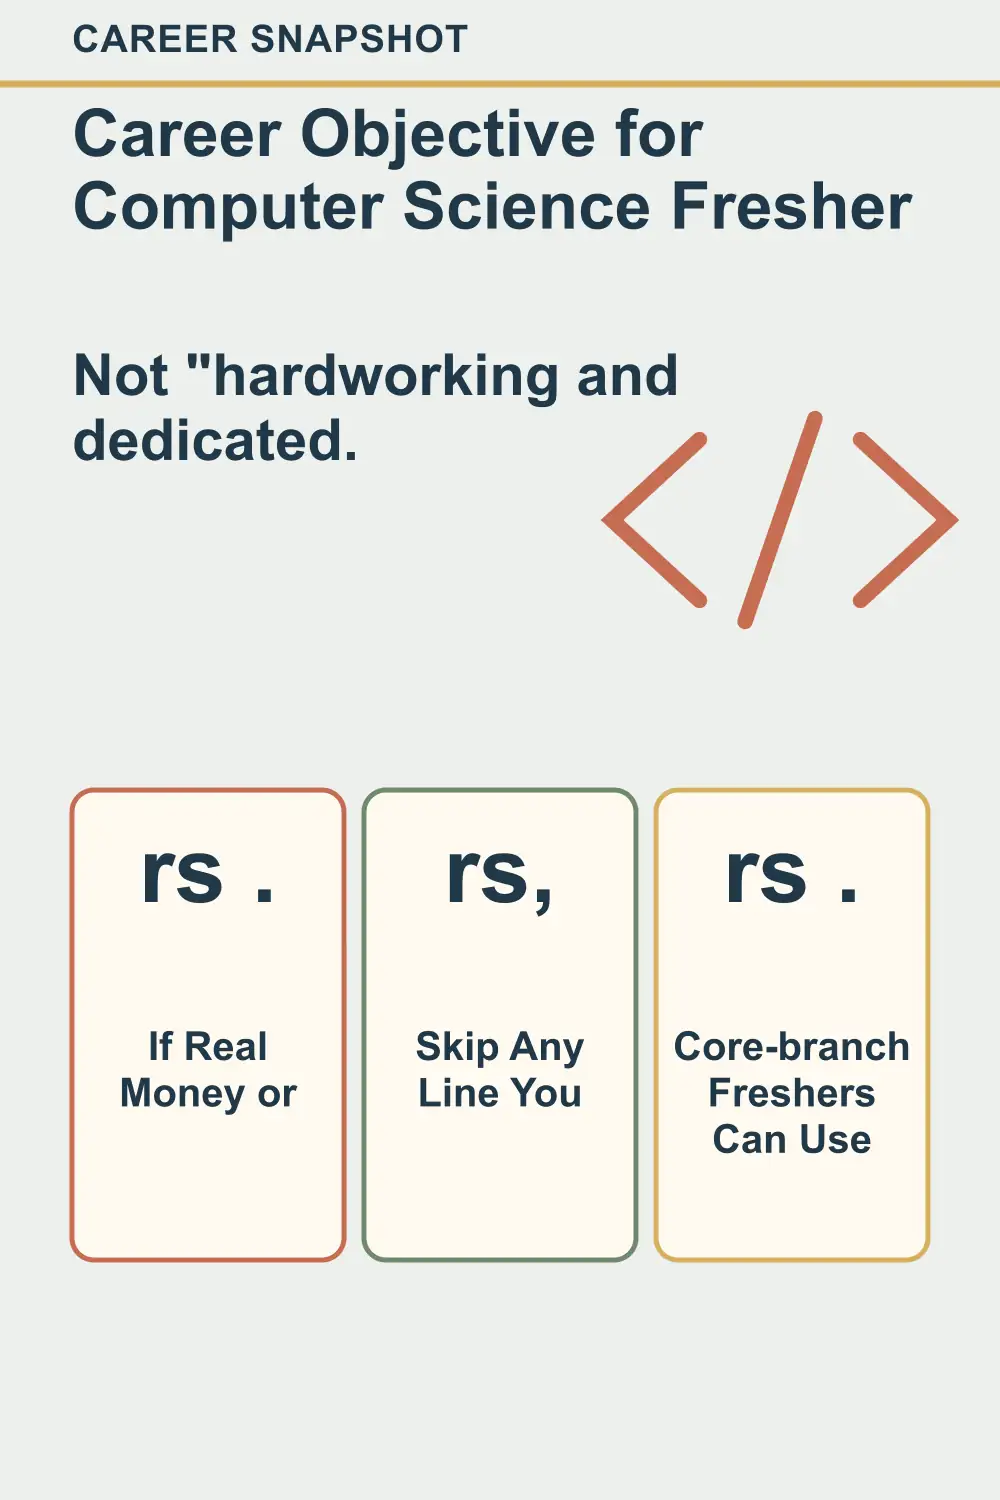 CAREER SNAPSHOT
Career Objective for
Computer Science Fresher
Not "hardworking and
dedicated.
</>
rs .
If Real
Money or
rs,
Skip Any
Line You
rs .
Core-branch
Freshers
Can Use